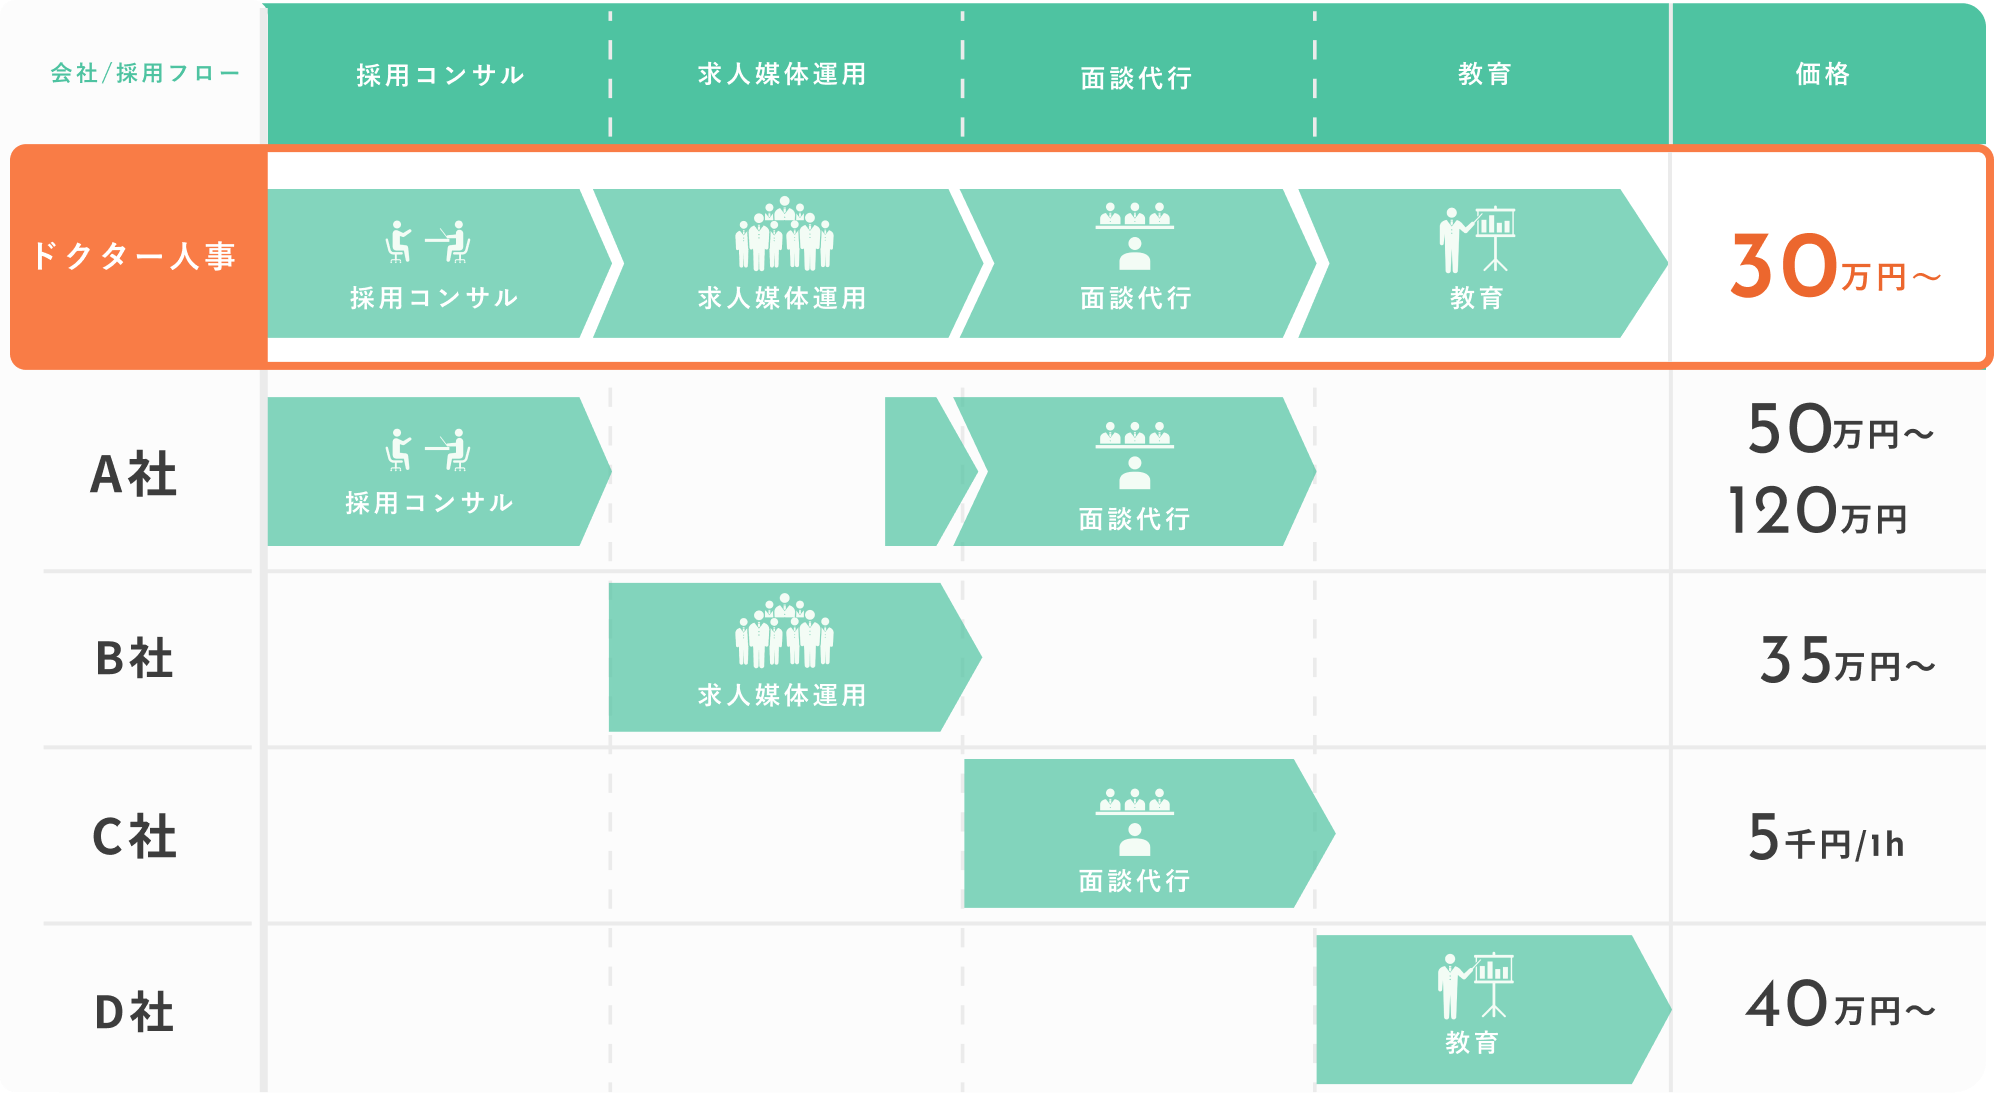 会社/採用フロー
採用コンサル
求人媒体運用
面談代行
教育
価格
ドクター人事
採用コンサル
求人媒体運用
面談代行
教育
30万円～
A社
採用コンサル
面談代行
50万円～
120万円
B社
求人媒体運用
35万円～
C社
面談代行
5千円/1h
D社
教育
40万円～